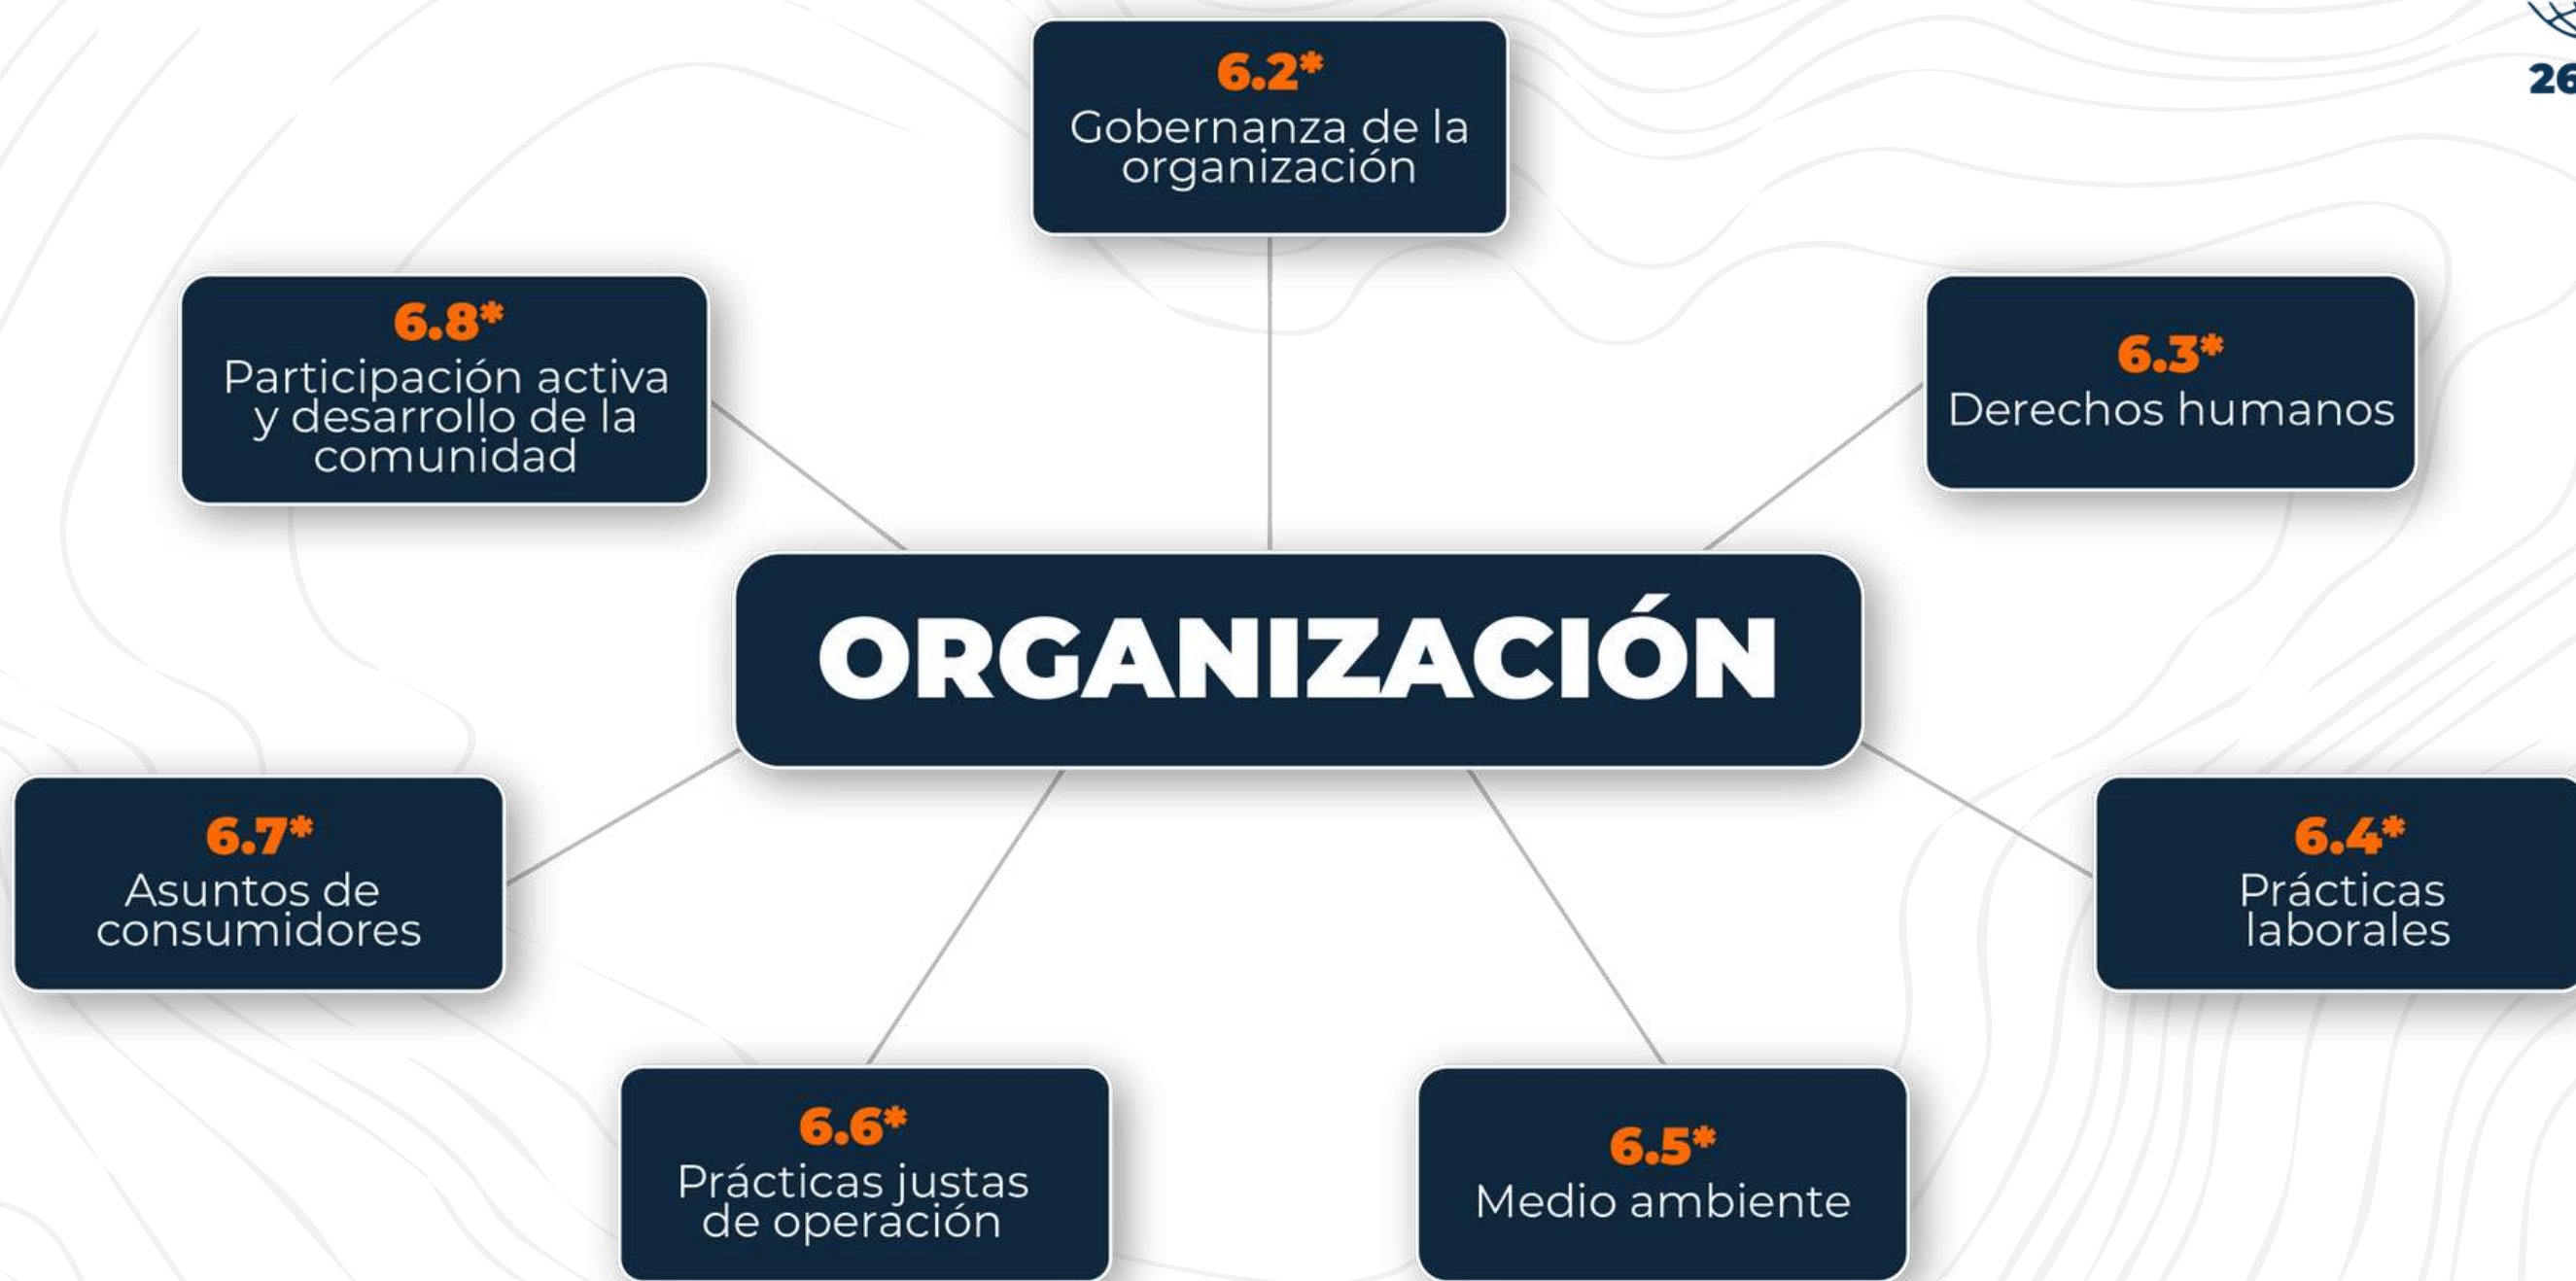 6.2*
Gobernanza de la
organización
26
6.8*
Participación activa
y desarrollo de la
comunidad
6.3*
Derechos humanos
ORGANIZACIÓN
6.7*
Asuntos de
consumidores
6.4*
Prácticas
laborales
6.6*
Prácticas justas
de operación
6.5*
Medio ambiente